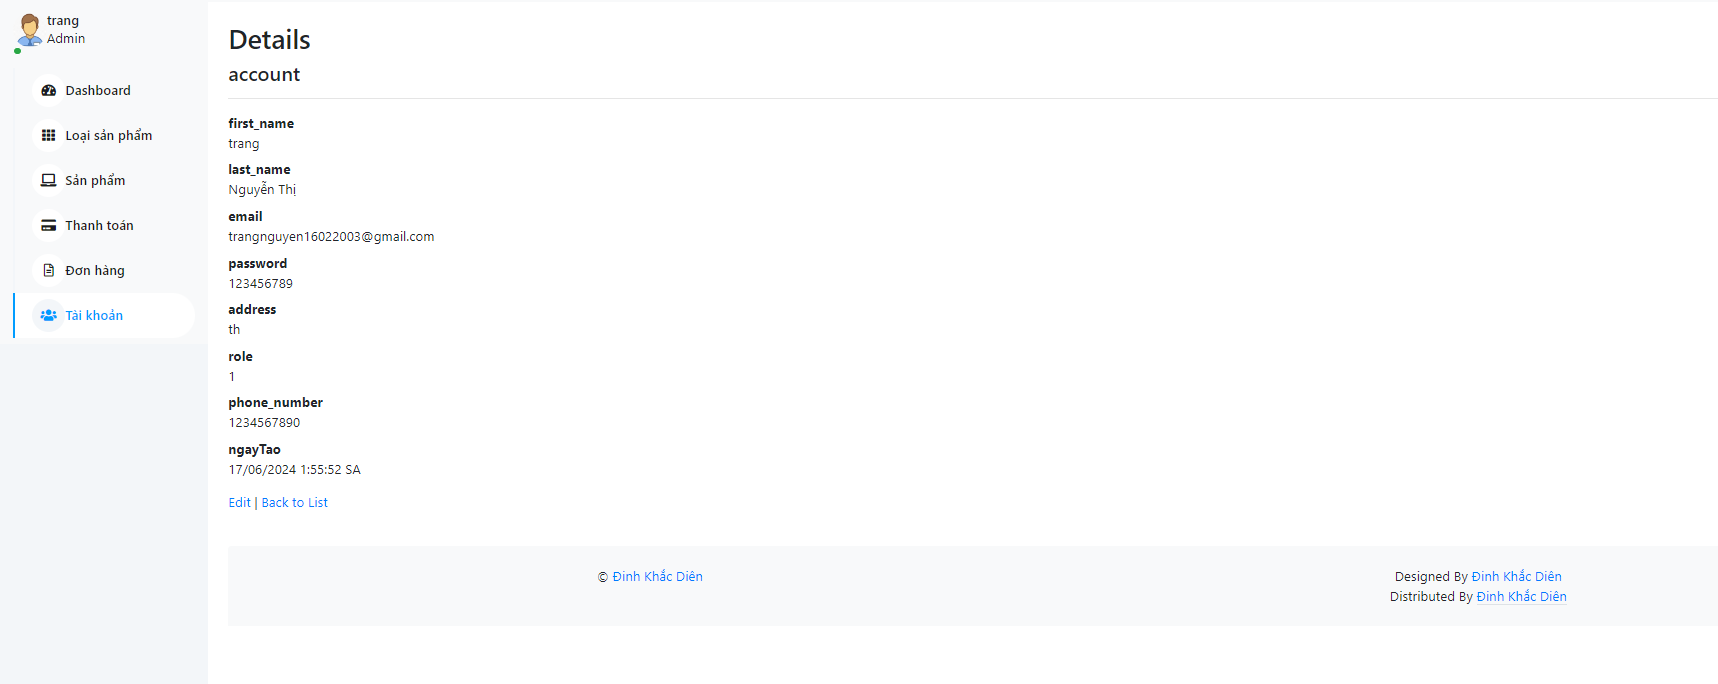 trang
Admin
Dashboard
Loại sản phẩm
Sản phẩm
Thanh toán
Đơn hàng
Tài khoản
Details
account
first_name
trang
last_name
Nguyễn Thị
email
trangnguyen16022003@gmail.com
password
123456789
address
th
role
1
phone_number
1234567890
ngayTao
17/06/2024 1:55:52 SA
Edit | Back to List
© Đinh Khắc Diên
Designed By Đinh Khắc Diên
Distributed By Đinh Khắc Diên